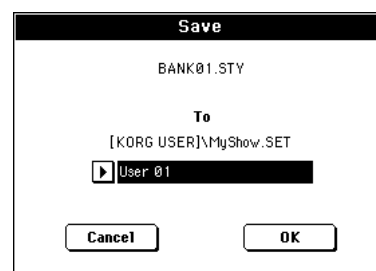 Save
BANK01.STY
To
[KORG USER]\MyShow.SET
User 01
Cancel OK